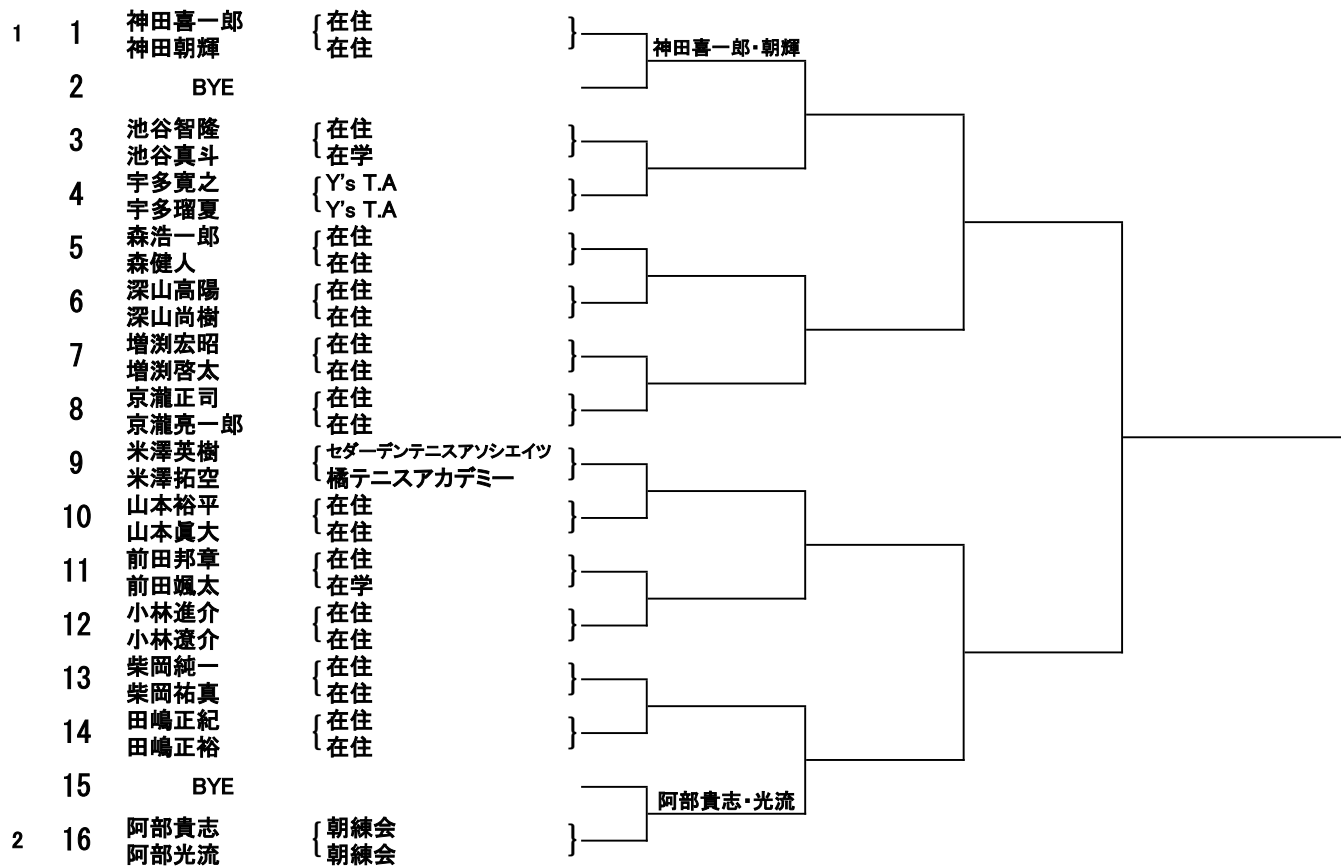 1 1 神田喜一郎 在住
神田朝輝 在住
神田喜一郎・朝輝
2 BYE
3 池谷智隆 在住
池谷真斗 在学
4 宇多寛之 Y's T.A
宇多瑠夏 Y's T.A
5 森浩一郎 在住
森健人 在住
6 深山高陽 在住
深山尚樹 在住
7 増渕宏昭 在住
増渕啓太 在住
8 京瀧正司 在住
京瀧亮一郎 在住
9 米澤英樹 セダーデンテニスアソシエイツ
米澤拓空 橘テニスアカデミー
10 山本裕平 在住
山本眞大 在住
11 前田邦章 在住
前田颯太 在学
12 小林進介 在住
小林遼介 在住
13 柴岡純一 在住
柴岡祐真 在住
14 田嶋正紀 在住
田嶋正裕 在住
15 BYE
阿部貴志・光流
2 16 阿部貴志 朝練会
阿部光流 朝練会